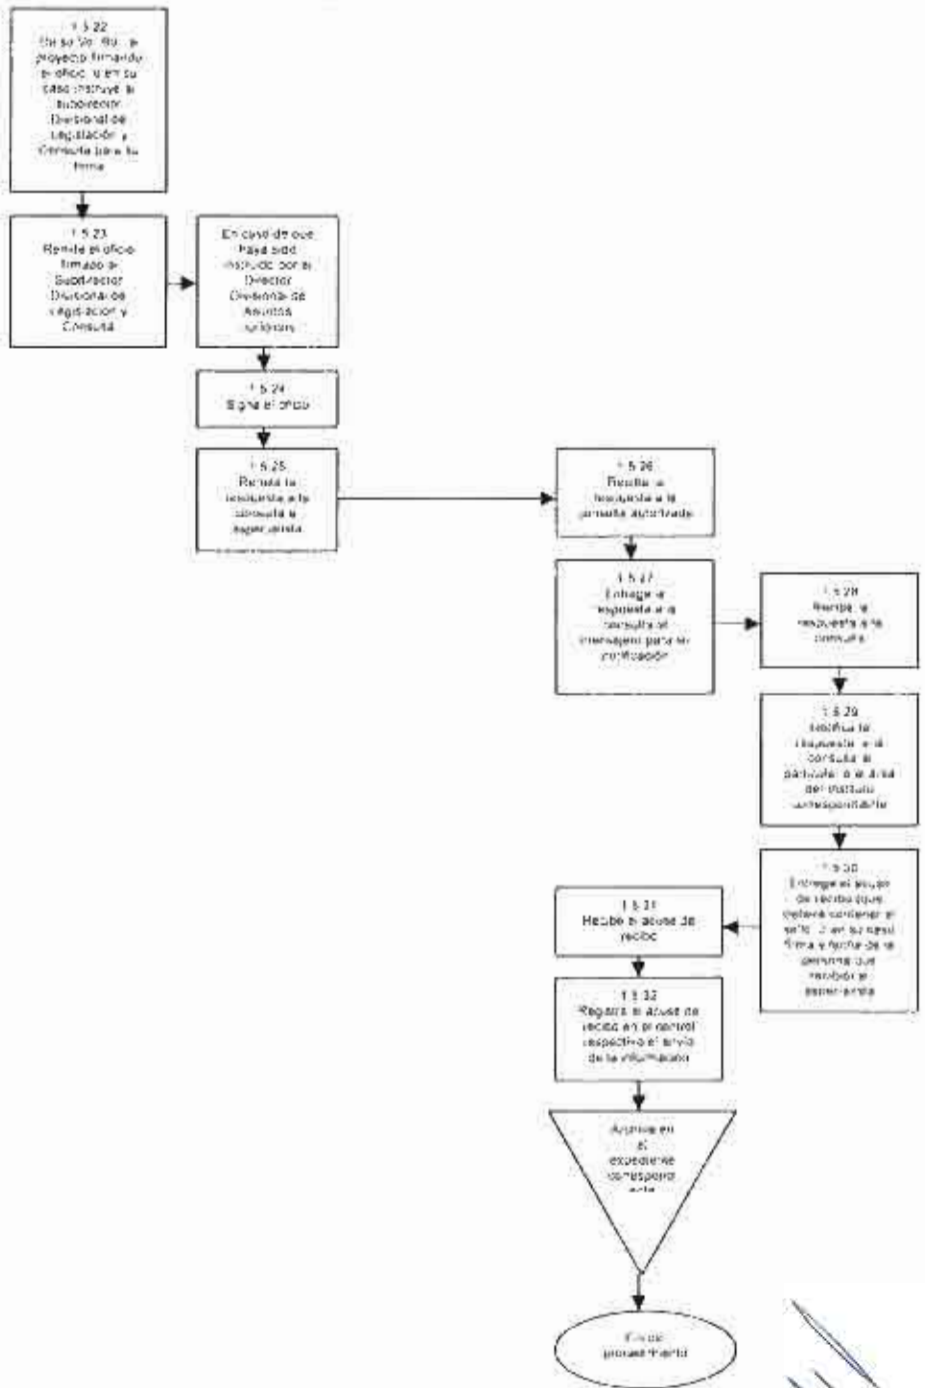 1.5.22
proyecto firmando
el oficio o en su
caso instruye al
Subdirector
Divisional de
Legislación y
Consulta para su
firma
1.5.23
Remite el oficio
firmado al
Subdirector
Divisional de
Legislación y
Consulta
En caso de que
haya sido
instruido por el
Director
Divisional de
Asuntos
Jurídicos
1.5.24
Signa el oficio
1.5.25
Remite la
respuesta a la
consulta al
especialista
1.5.26
Recibe la
respuesta a la
consulta autorizada
1.5.27
Entrega la
respuesta a la
consulta al
mensajero para su
notificación
1.5.28
Recibe la
respuesta a la
consulta
1.5.29
Notifica la
respuesta a la
consulta al
particular o al área
del Instituto
correspondiente
1.5.30
Entrega el acuse
de recibo que
deberá contener el
sello o en su caso
firma y fecha de la
persona que
recibió al
especialista
1.5.31
Recibe el acuse de
recibo
1.5.32
Registra el acuse de
recibo en el control
respectivo el envío
de la información
Archiva en
el
expediente
correspondi
ente
Fin del
procedimiento